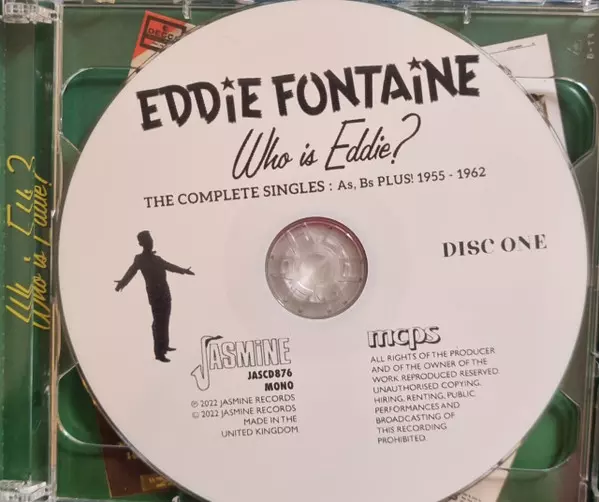 EDDiE FONTAiNE
Who is Eddie?
THE COMPLETE SINGLES : As, Bs PLUS! 1955 - 1962
DISC ONE
JASMiNE
JASCD876
MONO
℗ 2022 JASMINE RECORDS
© 2022 JASMINE RECORDS
MADE IN THE
UNITED KINGDOM
mcps
ALL RIGHTS OF THE PRODUCER
AND OF THE OWNER OF THE
WORK REPRODUCED RESERVED.
UNAUTHORISED COPYING,
HIRING, RENTING, PUBLIC
PERFORMANCES AND
BROADCASTING OF
THIS RECORDING
PROHIBITED.
Who is Eddie?
DECCA